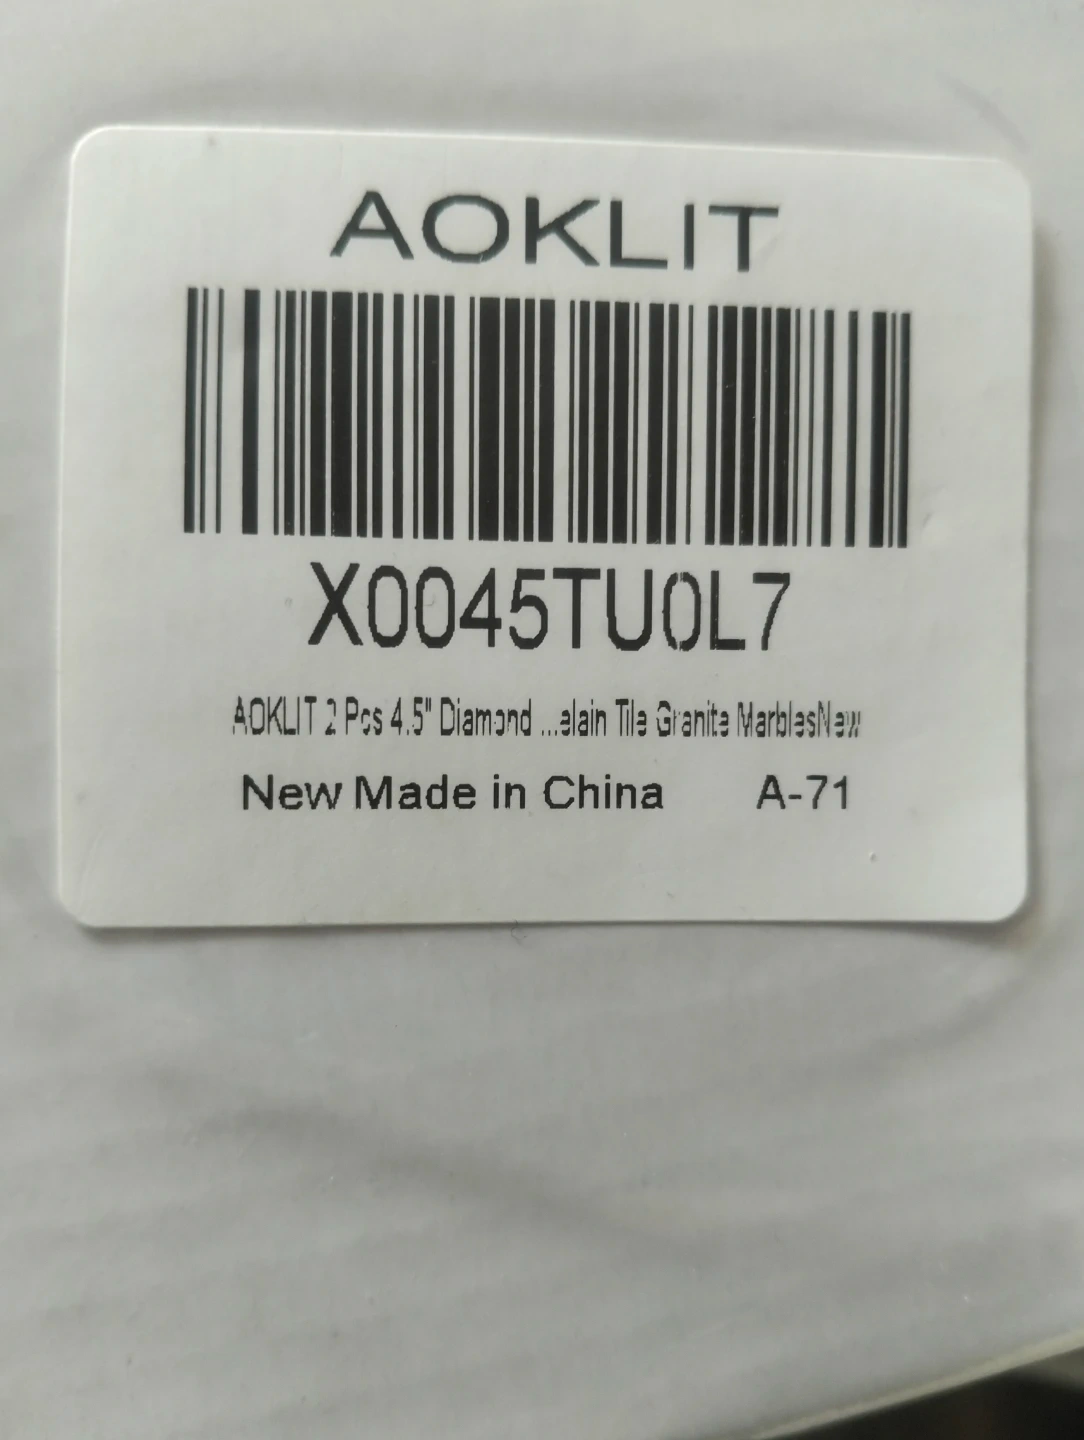 AOKLIT
X0045TU0L7
AOKLIT 2 Pcs 4.5" Diamond ...elain Tile Granite MarblesNew
New Made in China A-71